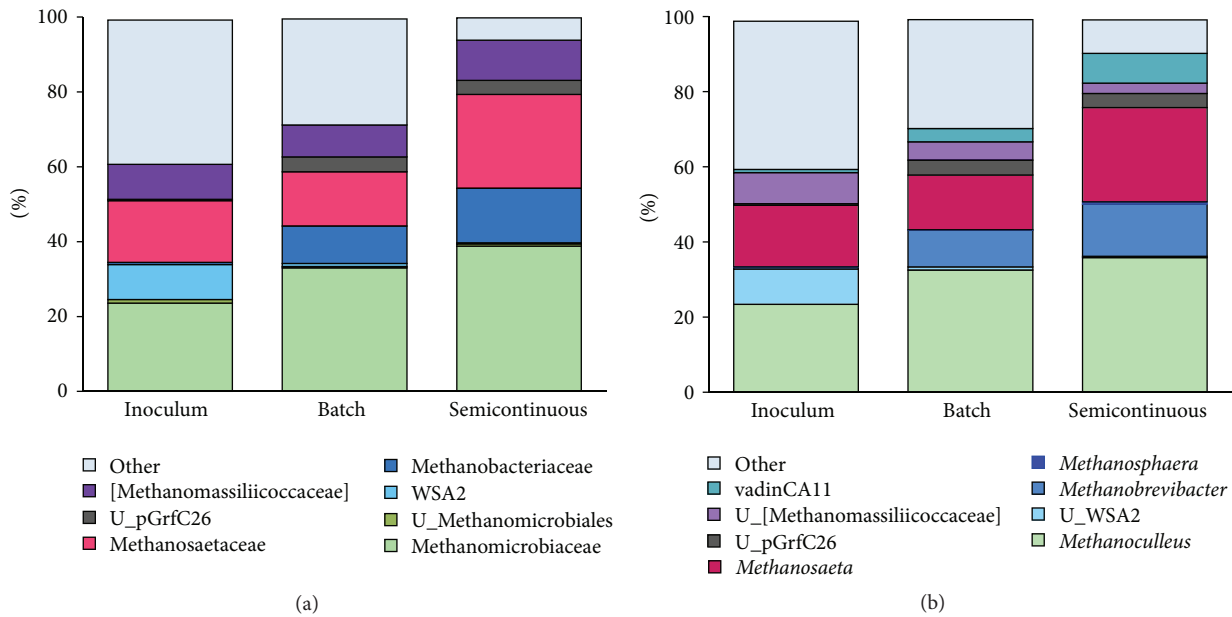 100
80
60
40
20
0
(%)
Inoculum Batch Semicontinuous
Other
[Methanomassiliicoccaceae]
U_pGrfC26
Methanosaetaceae
Methanobacteriaceae
WSA2
U_Methanomicrobiales
Methanomicrobiaceae
(a)
100
80
60
40
20
0
(%)
Inoculum Batch Semicontinuous
Other
vadinCA11
U_[Methanomassiliicoccaceae]
U_pGrfC26
Methanosaeta
Methanosphaera
Methanobrevibacter
U_WSA2
Methanoculleus
(b)